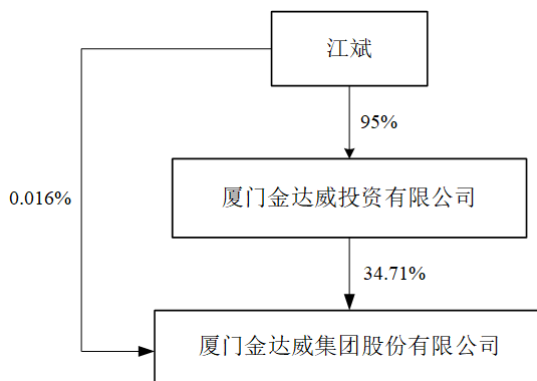 江斌
95%
厦门金达威投资有限公司
0.016%
34.71%
厦门金达威集团股份有限公司